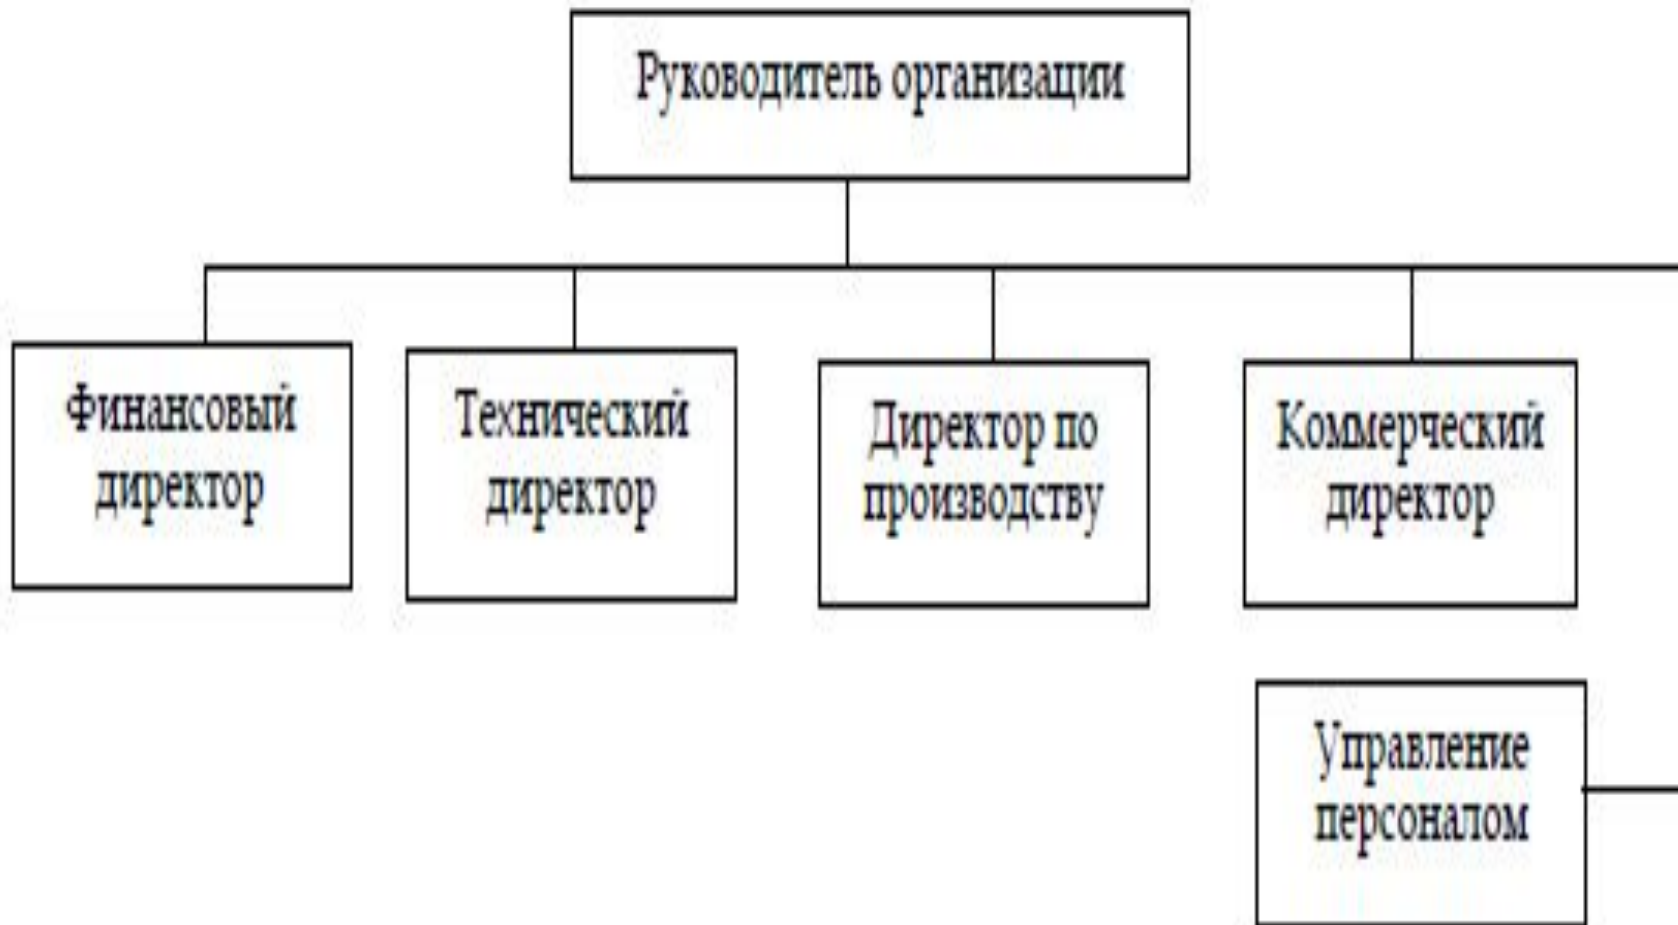 Руководитель организации
Финансовый
директор
Технический
директор
Директор по
производству
Коммерческий
директор
Управление
персоналом